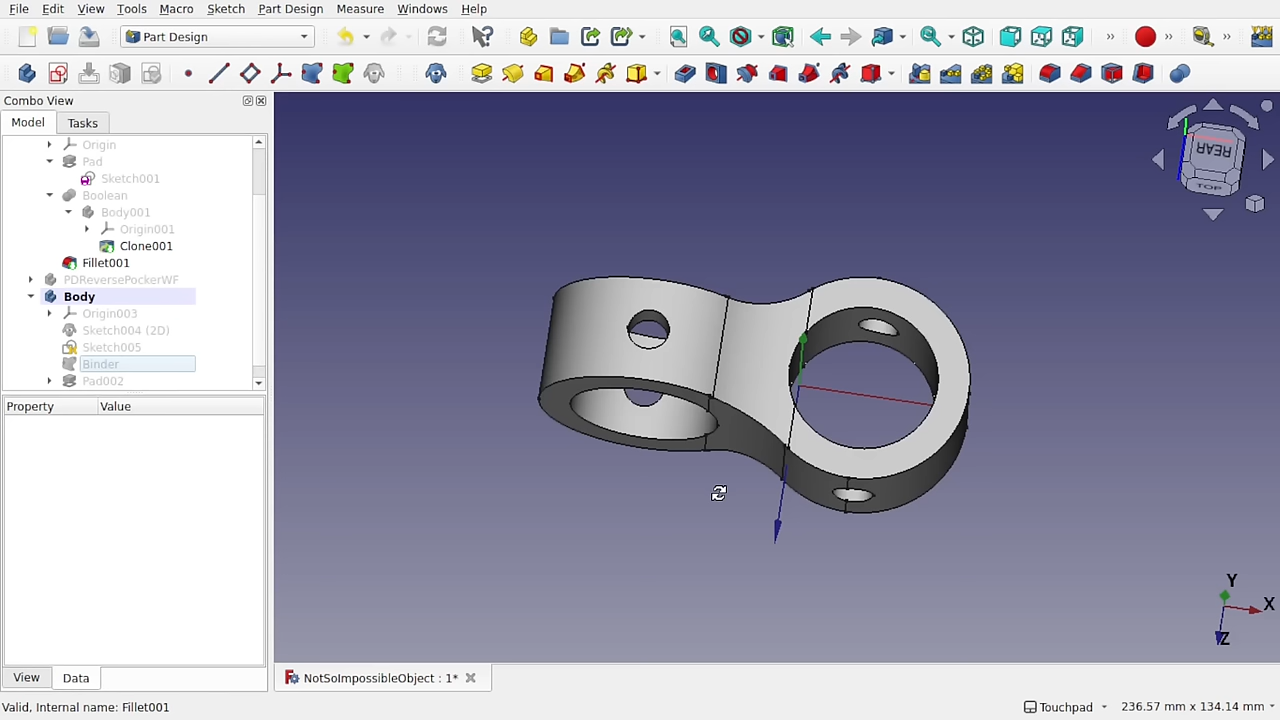 File Edit View Tools Macro Sketch Part Design Measure Windows Help
Part Design
Combo View
Model Tasks
Origin
Pad
Sketch001
Boolean
Body001
Origin001
Clone001
Fillet001
PDReversePockerWF
Body
Origin003
Sketch004 (2D)
Sketch005
Binder
Pad002
Property Value
View Data
REAR
TOP
Y
X
Z
NotSoImpossibleObject : 1*
Valid, Internal name: Fillet001
Touchpad 236.57 mm x 134.14 mm